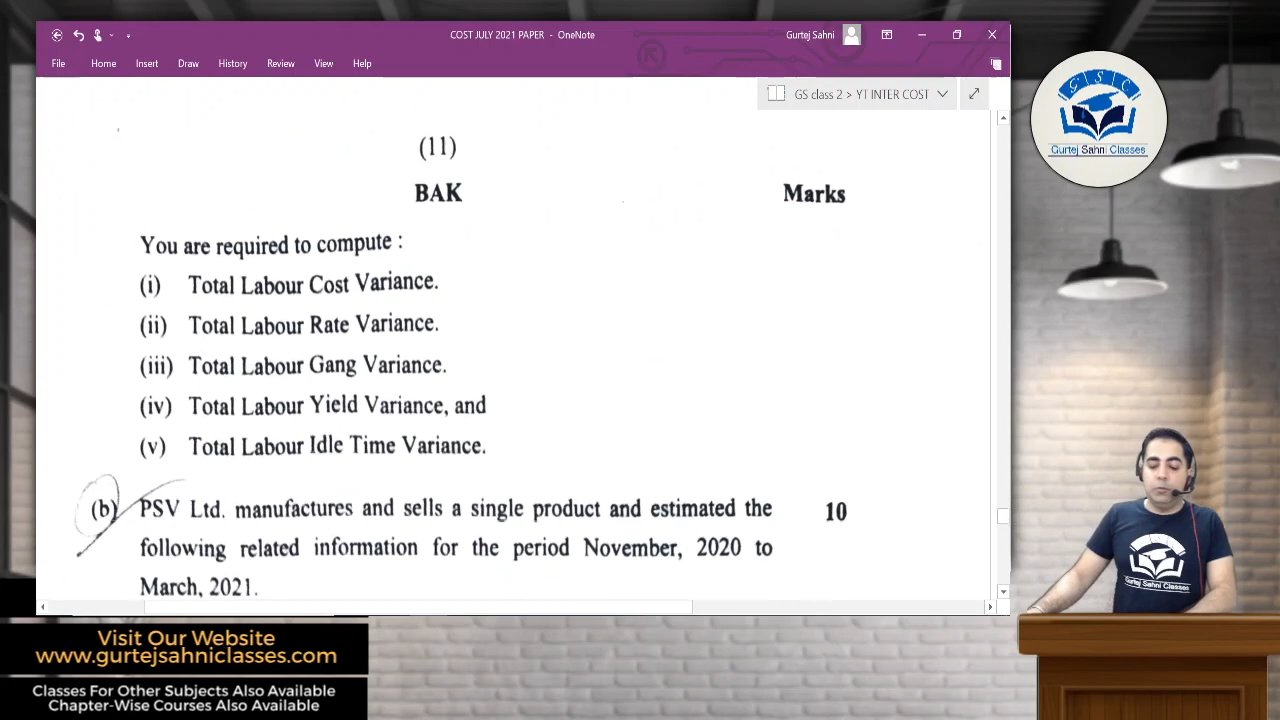 COST JULY 2021 PAPER - OneNote
Gurtej Sahni
File Home Insert Draw History Review View Help
GS class 2 > YT INTER COST
(11)
BAK Marks
You are required to compute :
(i) Total Labour Cost Variance.
(ii) Total Labour Rate Variance.
(iii) Total Labour Gang Variance.
(iv) Total Labour Yield Variance, and
(v) Total Labour Idle Time Variance.
(b) PSV Ltd. manufactures and sells a single product and estimated the 10
following related information for the period November, 2020 to
March, 2021.
GSC
Gurtej Sahni Classes
Gurtej Sahni Classes
Visit Our Website
www.gurtejsahniclasses.com
Classes For Other Subjects Also Available
Chapter-Wise Courses Also Available